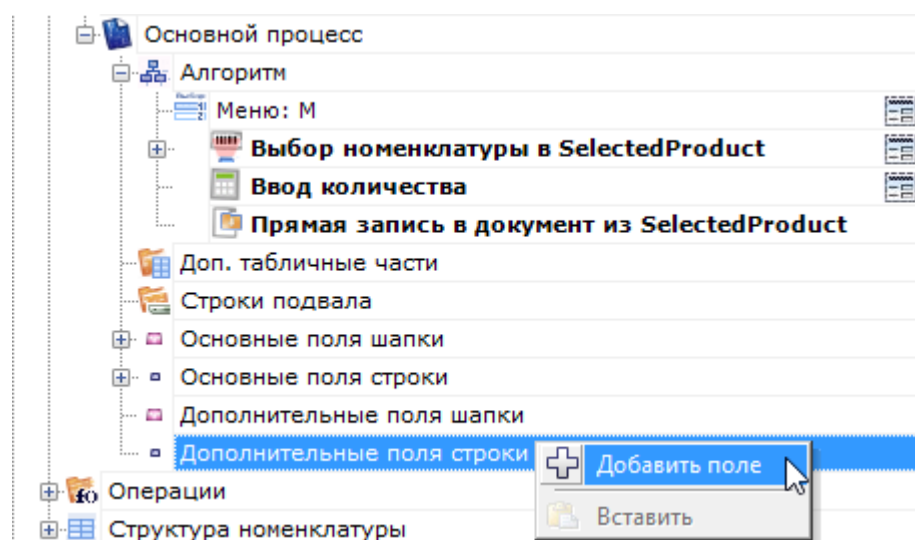 Основной процесс
Алгоритм
Меню: М
Выбор номенклатуры в SelectedProduct
Ввод количества
Прямая запись в документ из SelectedProduct
Доп. табличные части
Строки подвала
Основные поля шапки
Основные поля строки
Дополнительные поля шапки
Дополнительные поля строки
Добавить поле
fo Операции
Вставить
Структура номенклатуры